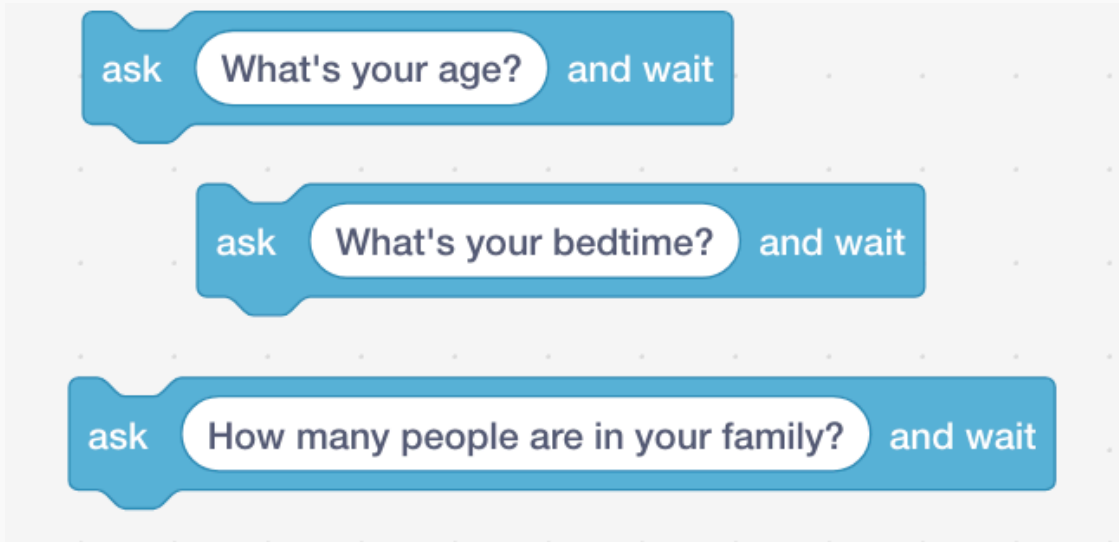 ask What's your age? and wait
ask What's your bedtime? and wait
ask How many people are in your family? and wait